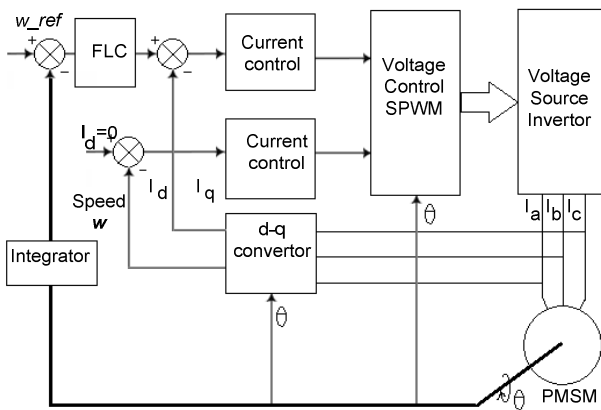 w_ref
+
−
FLC
+
−
Current
control
Voltage
Control
SPWM
Voltage
Source
Invertor
I_d=0
+
−
Current
control
Speed
w
I_d
I_q
θ
I_a
I_b
I_c
d-q
convertor
Integrator
θ
θ
PMSM